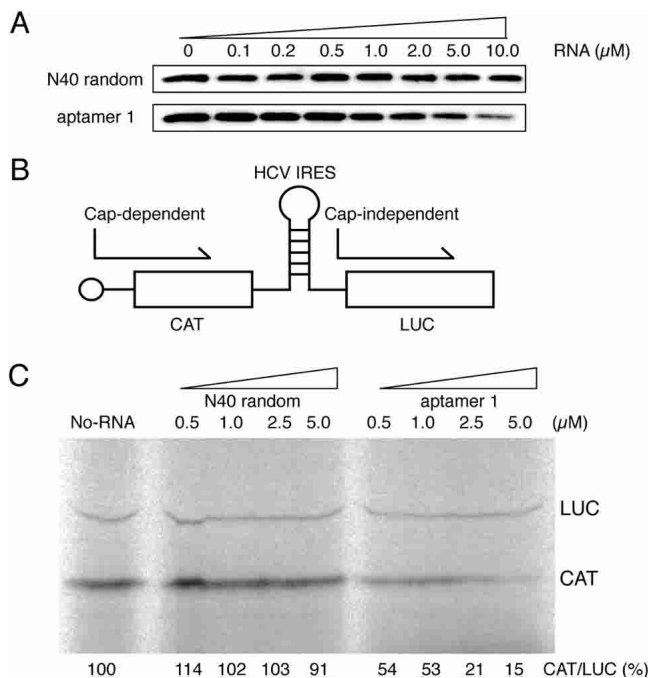 A
0 0.1 0.2 0.5 1.0 2.0 5.0 10.0 RNA (µM)
N40 random
aptamer 1
B
HCV IRES
Cap-dependent Cap-independent
CAT LUC
C
N40 random aptamer 1
No-RNA 0.5 1.0 2.5 5.0 0.5 1.0 2.5 5.0 (µM)
LUC
CAT
100 114 102 103 91 54 53 21 15 CAT/LUC (%)